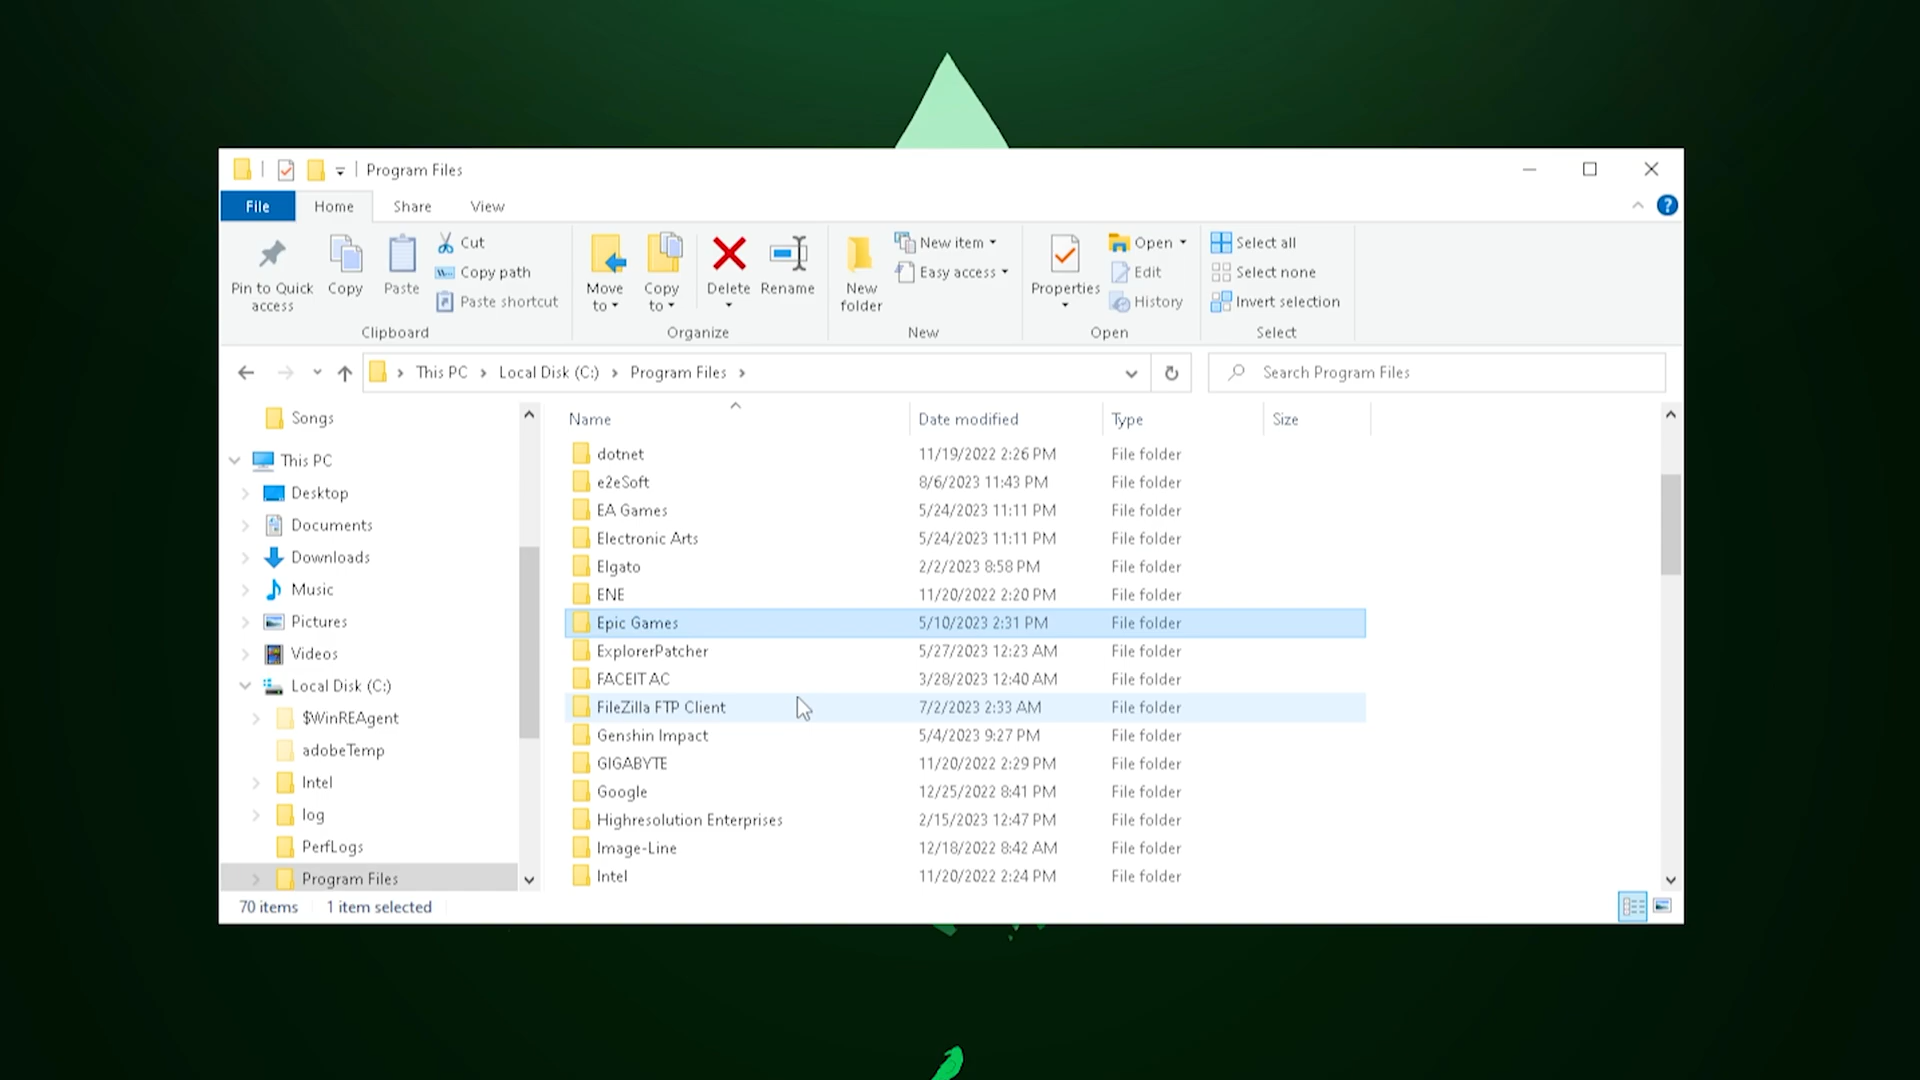 Program Files
File Home Share View
Pin to Quick access
Copy
Paste
Cut
Copy path
Paste shortcut
Clipboard
Move to
Copy to
Delete
Rename
Organize
New folder
New item
Easy access
New
Properties
Open
Edit
History
Open
Select all
Select none
Invert selection
Select
This PC Local Disk (C:) Program Files
Search Program Files
Songs
This PC
Desktop
Documents
Downloads
Music
Pictures
Videos
Local Disk (C:)
$WinREAgent
adobeTemp
Intel
log
PerfLogs
Program Files
Name Date modified Type Size
dotnet 11/19/2022 2:26 PM File folder
e2eSoft 8/6/2023 11:43 PM File folder
EA Games 5/24/2023 11:11 PM File folder
Electronic Arts 5/24/2023 11:11 PM File folder
Elgato 2/2/2023 8:58 PM File folder
ENE 11/20/2022 2:20 PM File folder
Epic Games 5/10/2023 2:31 PM File folder
ExplorerPatcher 5/27/2023 12:23 AM File folder
FACEIT AC 3/28/2023 12:40 AM File folder
FileZilla FTP Client 7/2/2023 2:33 AM File folder
Genshin Impact 5/4/2023 9:27 PM File folder
GIGABYTE 11/20/2022 2:29 PM File folder
Google 12/25/2022 8:41 PM File folder
Highresolution Enterprises 2/15/2023 12:47 PM File folder
Image-Line 12/18/2022 8:42 AM File folder
Intel 11/20/2022 2:24 PM File folder
70 items 1 item selected